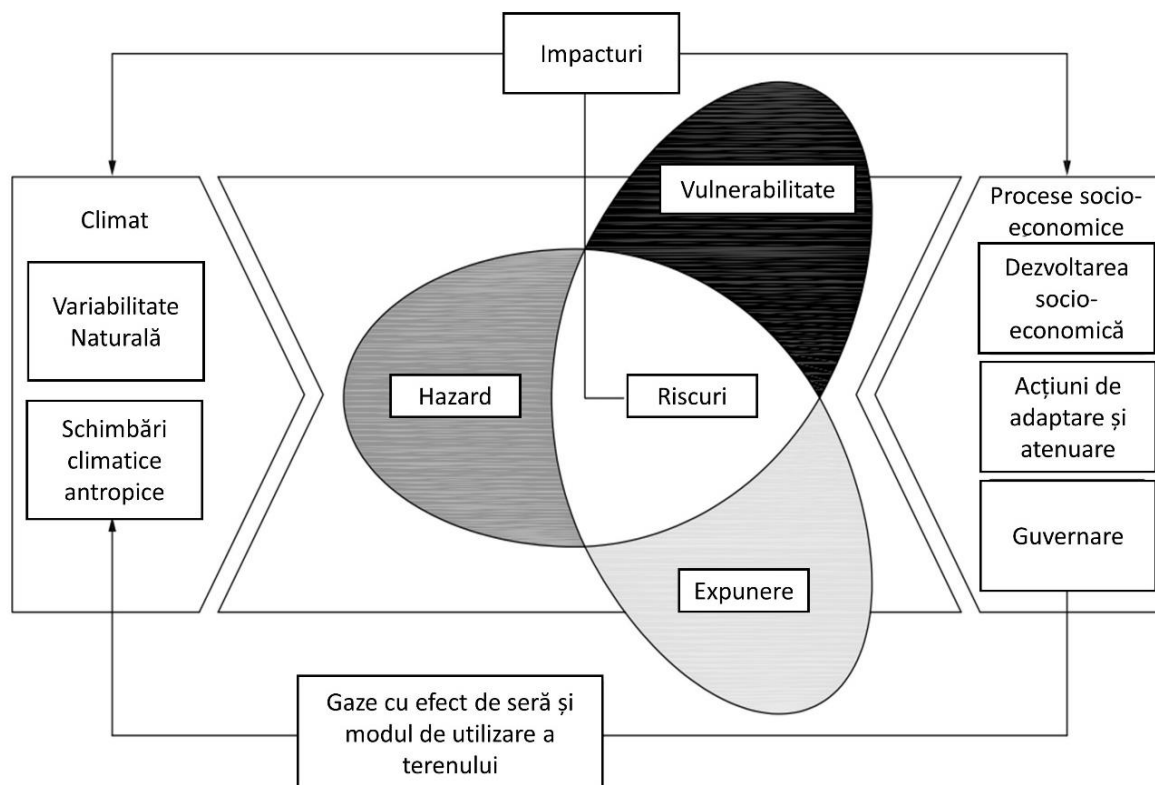 Impacturi
Vulnerabilitate
Climat
Procese socio-
economice
Variabilitate
Naturală
Dezvoltarea
socio-
economică
Hazard
Riscuri
Schimbări
climatice
antropice
Acțiuni de
adaptare și
atenuare
Guvernare
Expunere
Gaze cu efect de seră și
modul de utilizare a
terenului